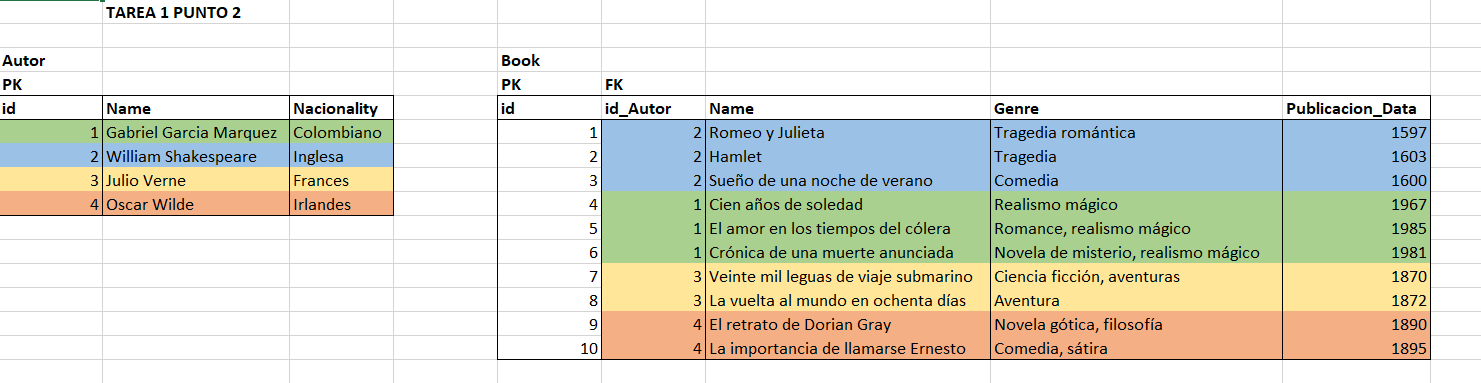 TAREA 1 PUNTO 2
Autor Book
PK PK FK
id Name Nacionality id id_Autor Name Genre Publicacion_Data
1 Gabriel Garcia Marquez Colombiano 1 2 Romeo y Julieta Tragedia romántica 1597
2 William Shakespeare Inglesa 2 2 Hamlet Tragedia 1603
3 Julio Verne Frances 3 2 Sueño de una noche de verano Comedia 1600
4 Oscar Wilde Irlandes 4 1 Cien años de soledad Realismo mágico 1967
5 1 El amor en los tiempos del cólera Romance, realismo mágico 1985
6 1 Crónica de una muerte anunciada Novela de misterio, realismo mágico 1981
7 3 Veinte mil leguas de viaje submarino Ciencia ficción, aventuras 1870
8 3 La vuelta al mundo en ochenta días Aventura 1872
9 4 El retrato de Dorian Gray Novela gótica, filosofía 1890
10 4 La importancia de llamarse Ernesto Comedia, sátira 1895